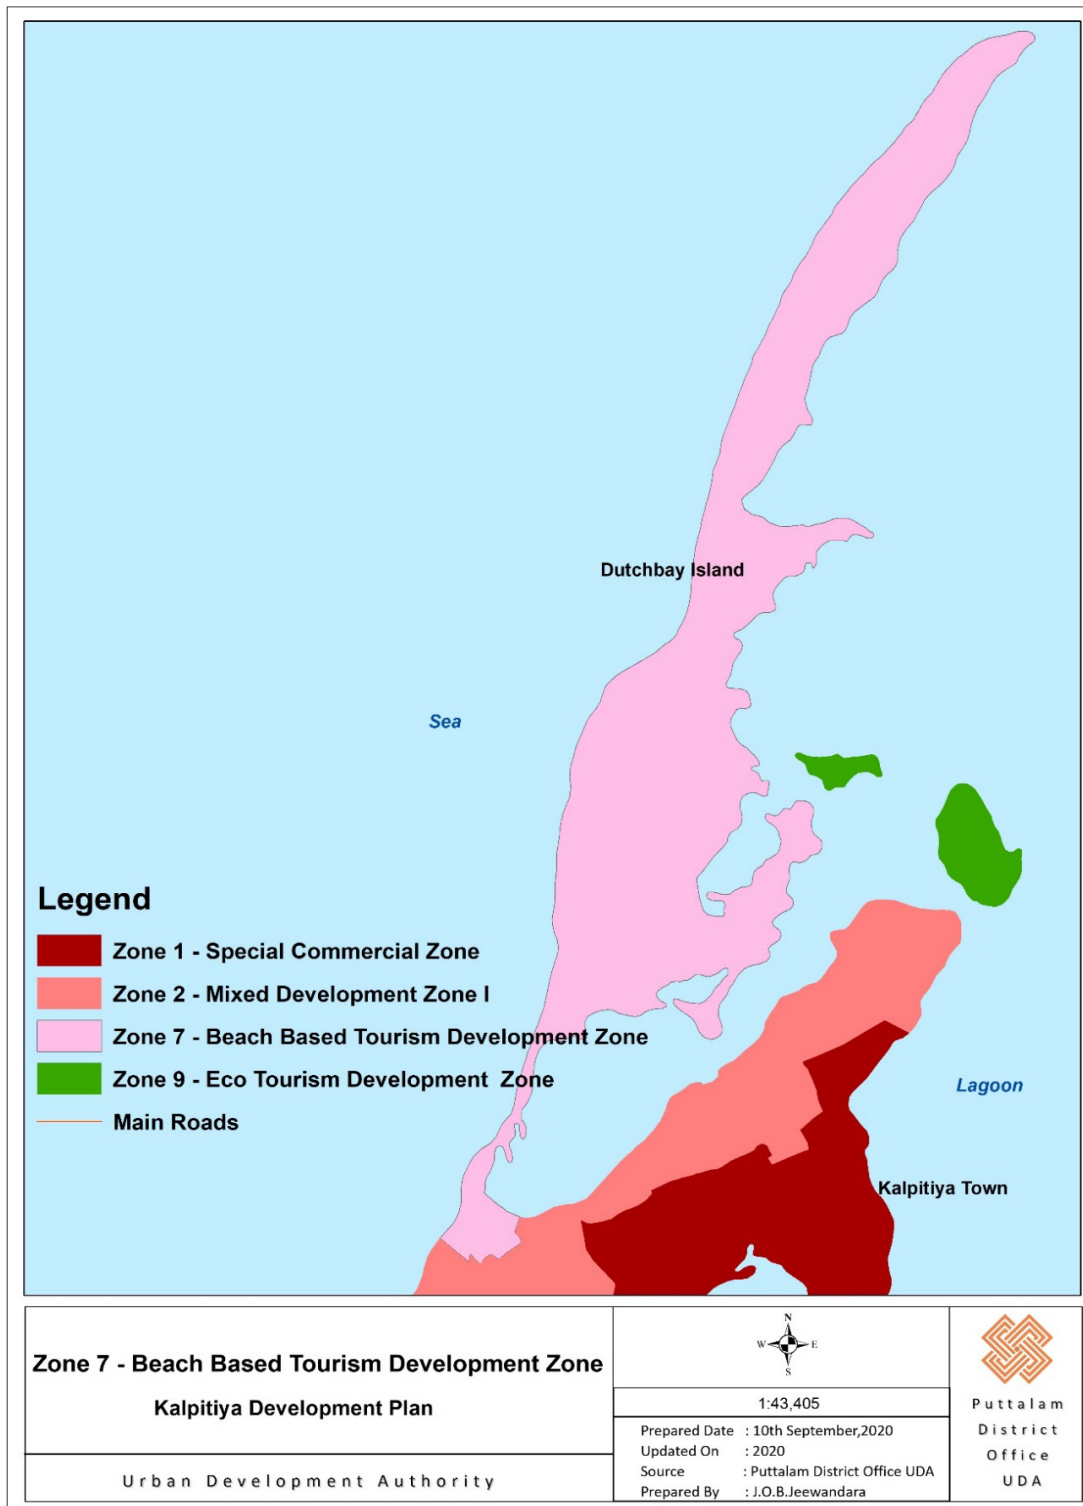 Dutchbay Island
Sea
Legend
Zone 1 - Special Commercial Zone
Zone 2 - Mixed Development Zone I
Zone 7 - Beach Based Tourism Development Zone
Zone 9 - Eco Tourism Development Zone
Main Roads
Lagoon
Kalpitiya Town
Zone 7 - Beach Based Tourism Development Zone
Kalpitiya Development Plan
Urban Development Authority
N
W E
S
1:43,405
Prepared Date : 10th September,2020
Updated On : 2020
Source : Puttalam District Office UDA
Prepared By : J.O.B.Jeewandara
Puttalam
District
Office
UDA